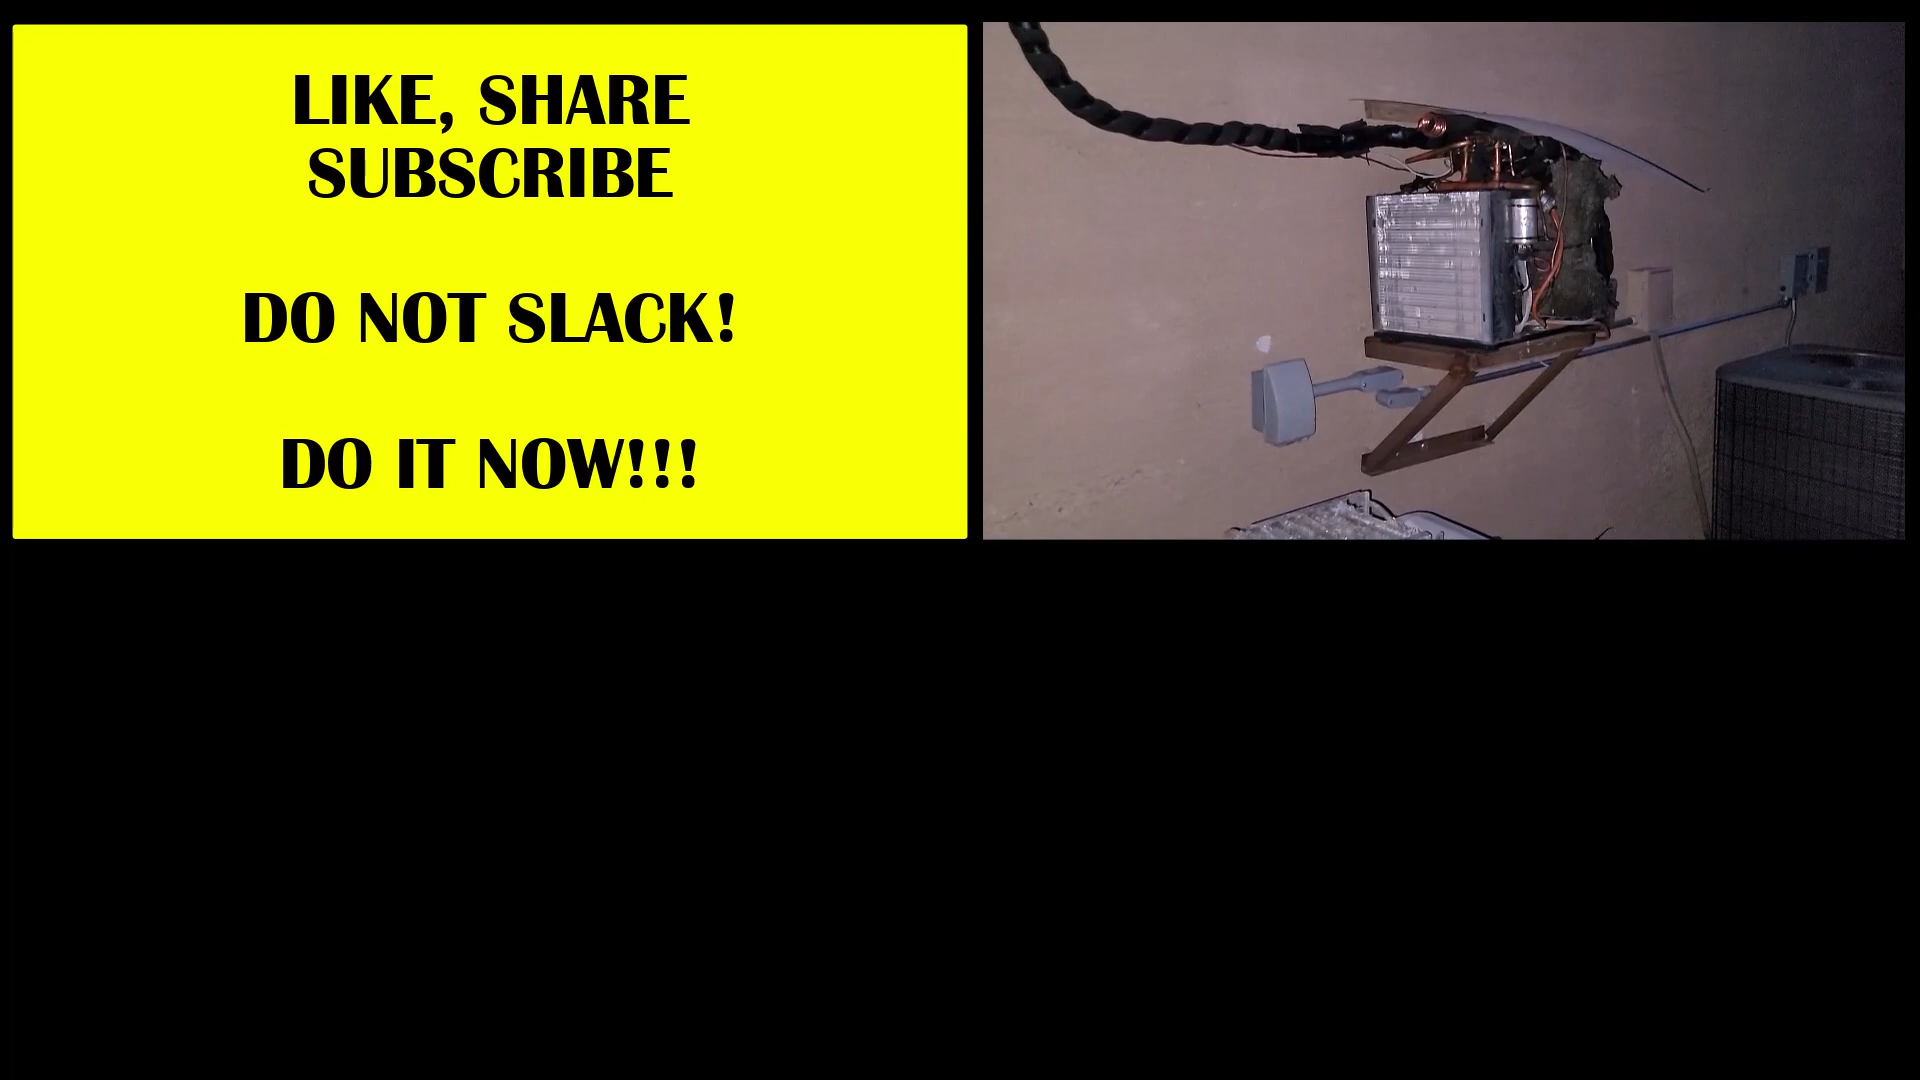 LIKE, SHARE
SUBSCRIBE
DO NOT SLACK!
DO IT NOW!!!